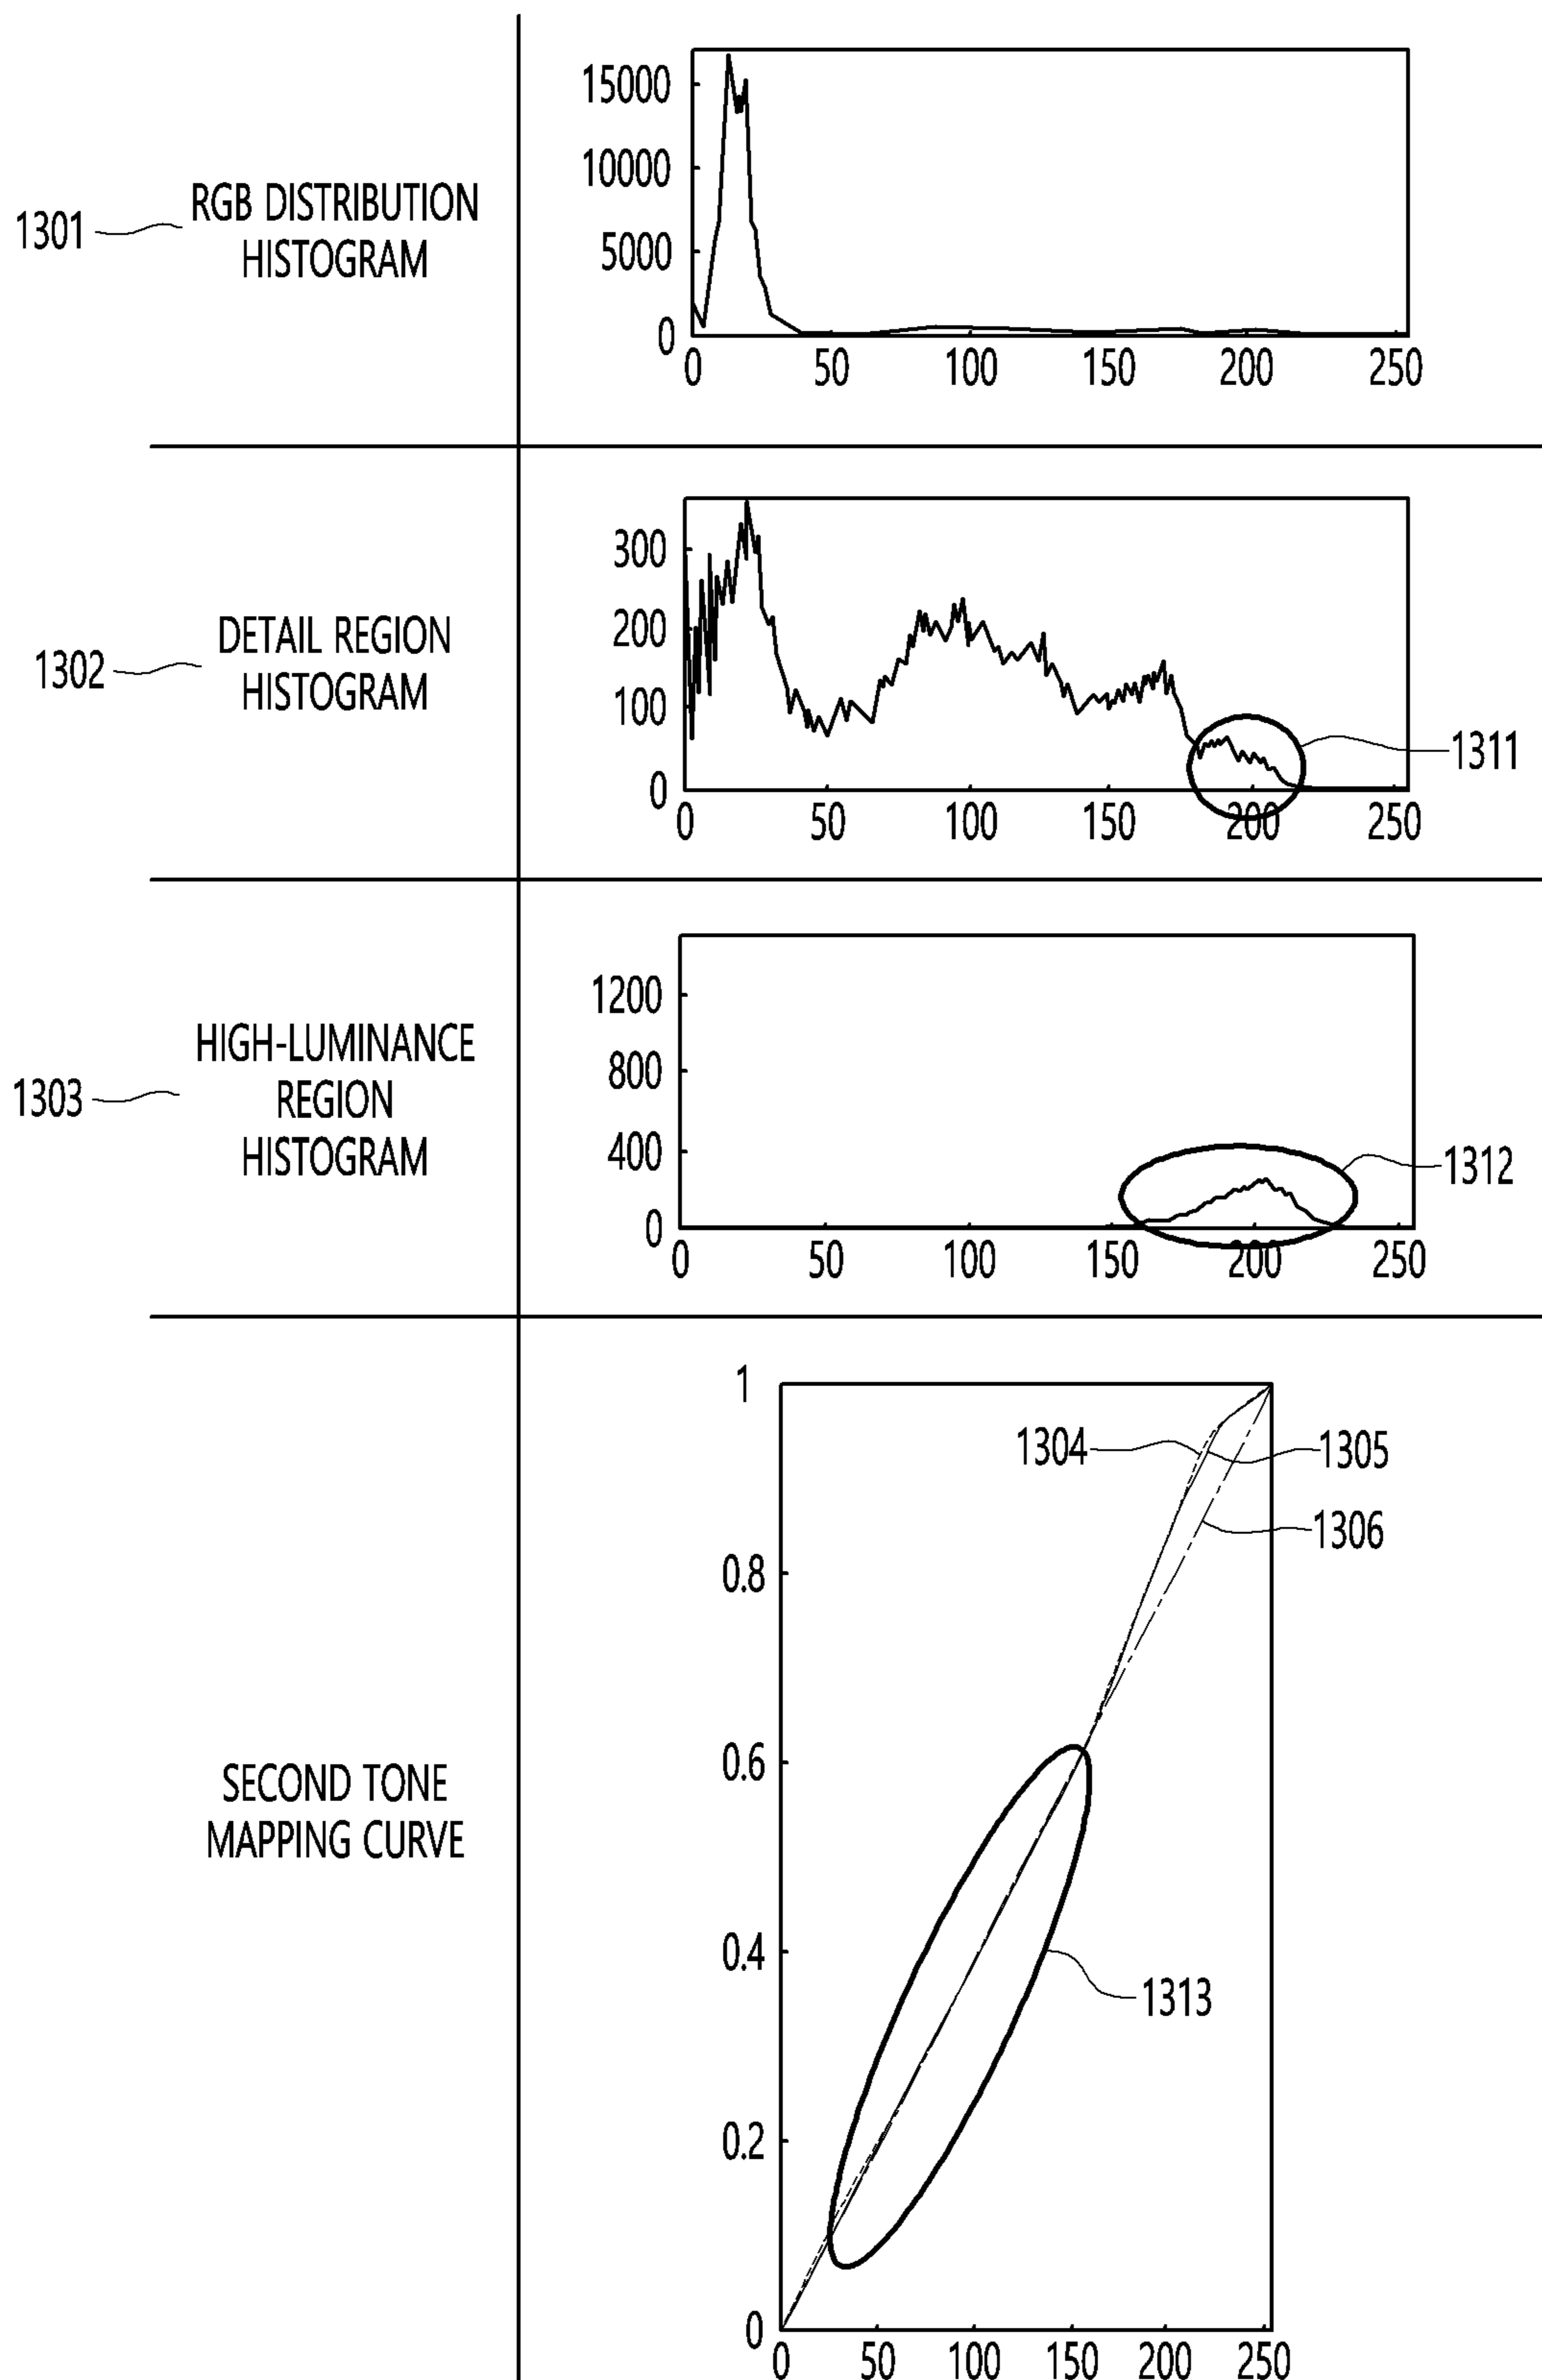 1301
RGB DISTRIBUTION
HISTOGRAM
15000
10000
5000
0
0 50 100 150 200 250
1302
DETAIL REGION
HISTOGRAM
300
200
100
0
0 50 100 150 200 250
1311
1303
HIGH-LUMINANCE
REGION
HISTOGRAM
1200
800
400
0
0 50 100 150 200 250
1312
SECOND TONE
MAPPING CURVE
1
0.8
0.6
0.4
0.2
0
0 50 100 150 200 250
1304
1305
1306
1313